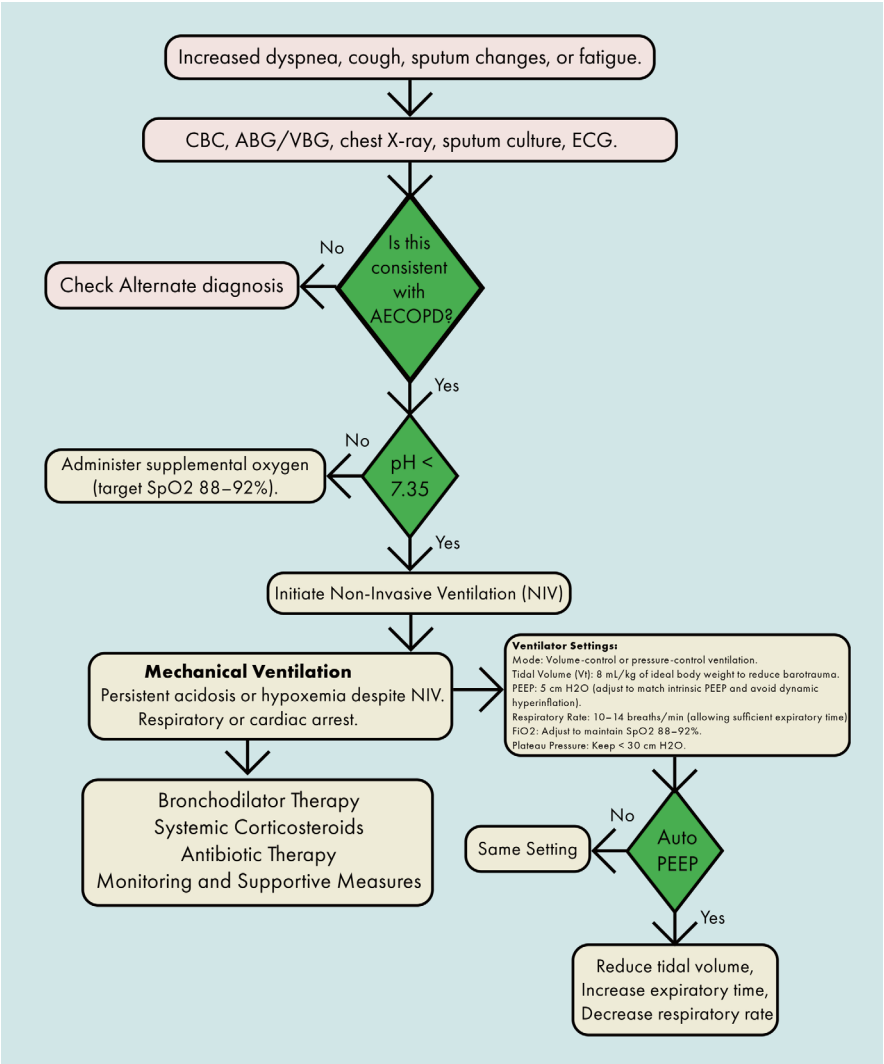 Increased dyspnea, cough, sputum changes, or fatigue.
CBC, ABG/VBG, chest X-ray, sputum culture, ECG.
Is this
consistent
with
AECOPD?
No
Check Alternate diagnosis
Yes
pH <
7.35
No
Administer supplemental oxygen
(target SpO2 88–92%).
Yes
Initiate Non-Invasive Ventilation (NIV)
Mechanical Ventilation
Persistent acidosis or hypoxemia despite NIV.
Respiratory or cardiac arrest.
Ventilator Settings:
Mode: Volume-control or pressure-control ventilation.
Tidal Volume (Vt): 8 mL/kg of ideal body weight to reduce barotrauma.
PEEP: 5 cm H2O (adjust to match intrinsic PEEP and avoid dynamic
hyperinflation).
Respiratory Rate: 10–14 breaths/min (allowing sufficient expiratory time)
FiO2: Adjust to maintain SpO2 88–92%.
Plateau Pressure: Keep < 30 cm H2O.
Bronchodilator Therapy
Systemic Corticosteroids
Antibiotic Therapy
Monitoring and Supportive Measures
Auto
PEEP
No
Same Setting
Yes
Reduce tidal volume,
Increase expiratory time,
Decrease respiratory rate